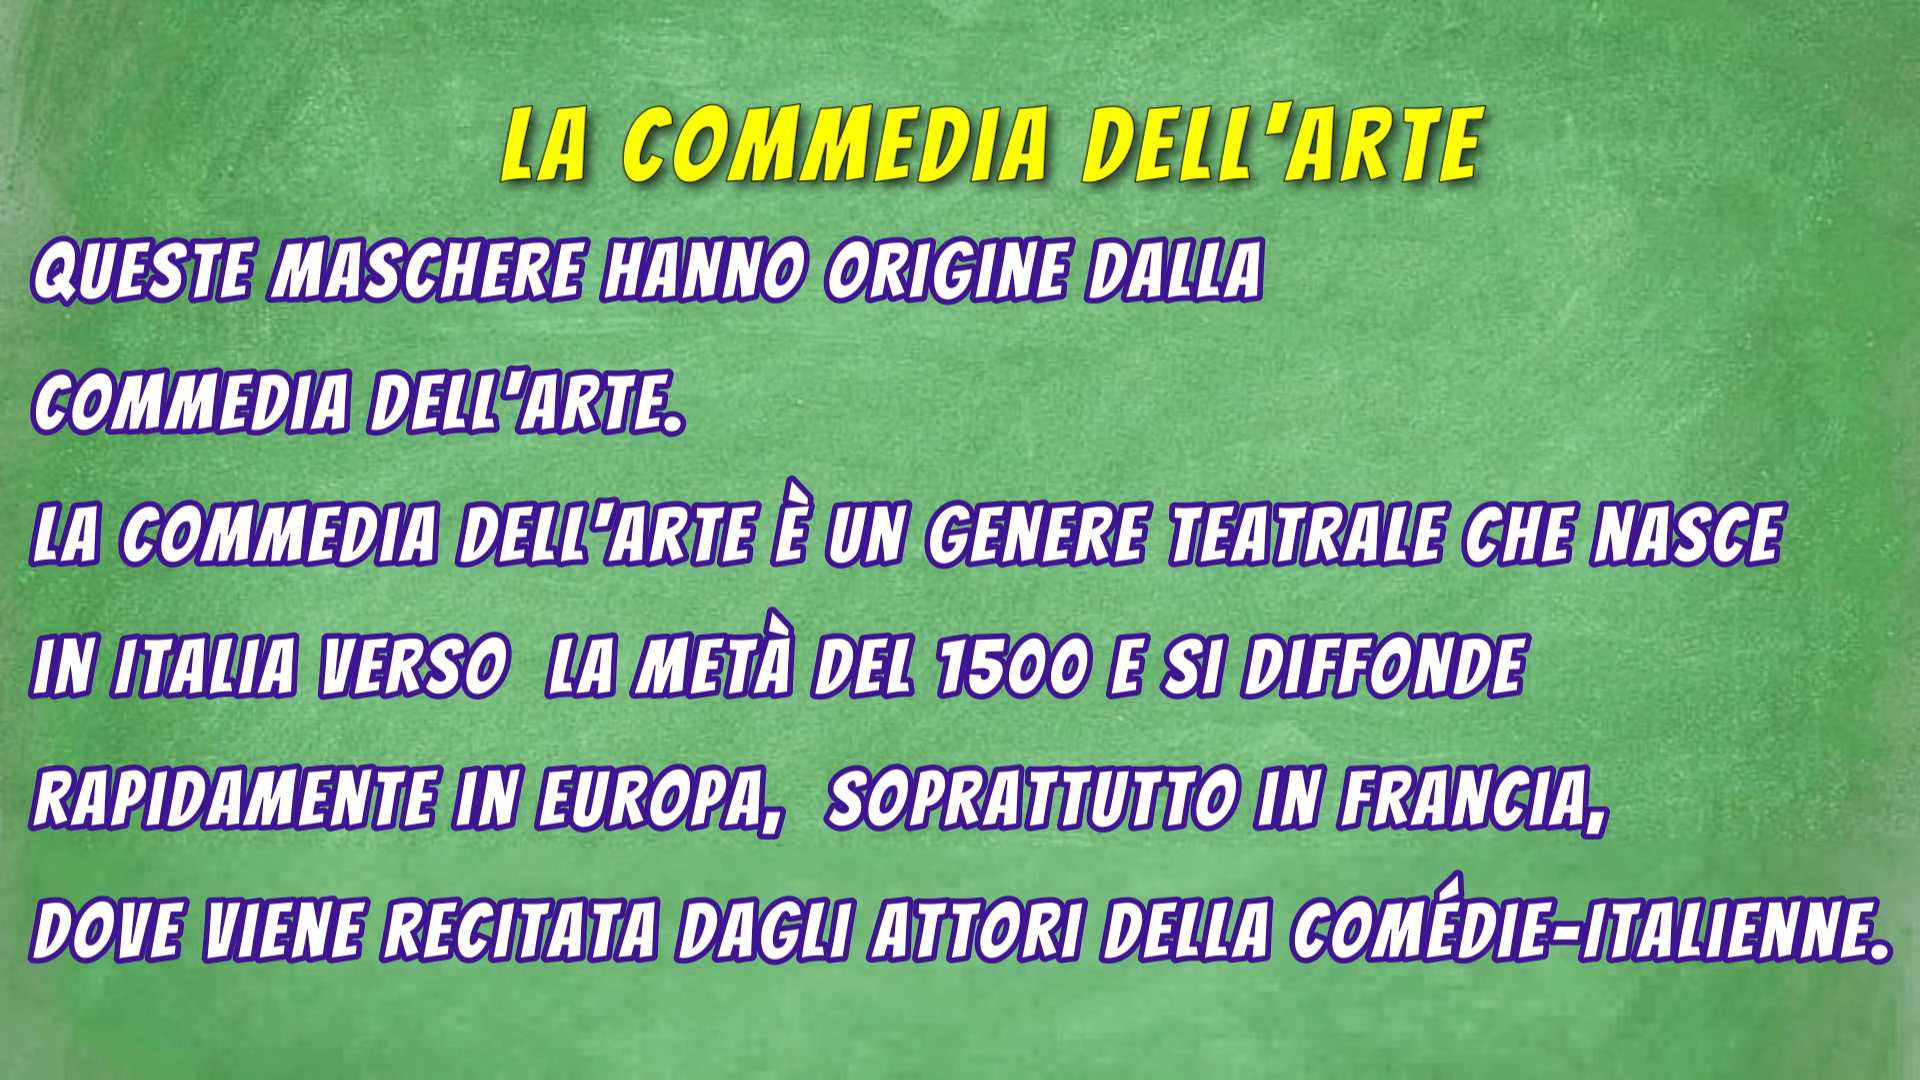 LA COMMEDIA DELL'ARTE
QUESTE MASCHERE HANNO ORIGINE DALLA
COMMEDIA DELL'ARTE.
LA COMMEDIA DELL'ARTE È UN GENERE TEATRALE CHE NASCE
IN ITALIA VERSO LA METÀ DEL 1500 E SI DIFFONDE
RAPIDAMENTE IN EUROPA, SOPRATTUTTO IN FRANCIA,
DOVE VIENE RECITATA DAGLI ATTORI DELLA COMÉDIE-ITALIENNE.